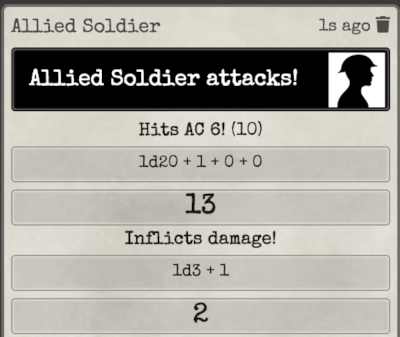 Allied Soldier 1s ago
Allied Soldier attacks!
Hits AC 6! (10)
1d20 + 1 + 0 + 0
13
Inflicts damage!
1d3 + 1
2